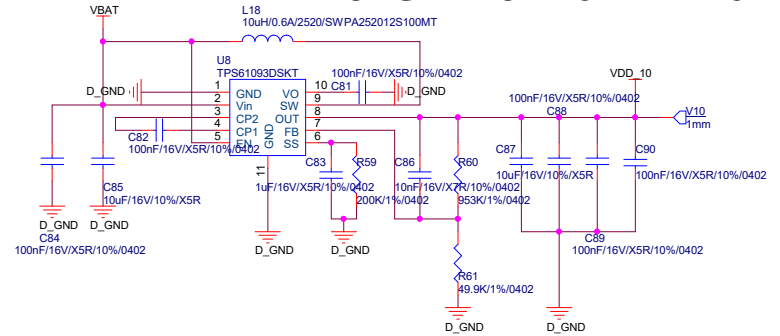 VBAT
L18
10uH/0.6A/2520/SWPA252012S100MT
U8
TPS61093DSKT
D_GND
1
2
3
4
5
GND
Vin
CP2
CP1
EN
GND
11
VO
SW
OUT
FB
SS
10
9
8
7
6
100nF/16V/X5R/10%/0402
C81
D_GND
VDD_10
100nF/16V/X5R/10%/0402
C88
V10
1mm
C82
100nF/16V/X5R/10%/0402
C83
1uF/16V/X5R/10%/0402
R59
200K/1%/0402
C86
10nF/16V/X7R/10%/0402
R60
953K/1%/0402
C87
10uF/16V/10%/X5R
C90
100nF/16V/X5R/10%/0402
C85
10uF/16V/10%/X5R
D_GND
D_GND
C84
100nF/16V/X5R/10%/0402
D_GND
D_GND
C89
100nF/16V/X5R/10%/0402
R61
49.9K/1%/0402
D_GND
D_GND